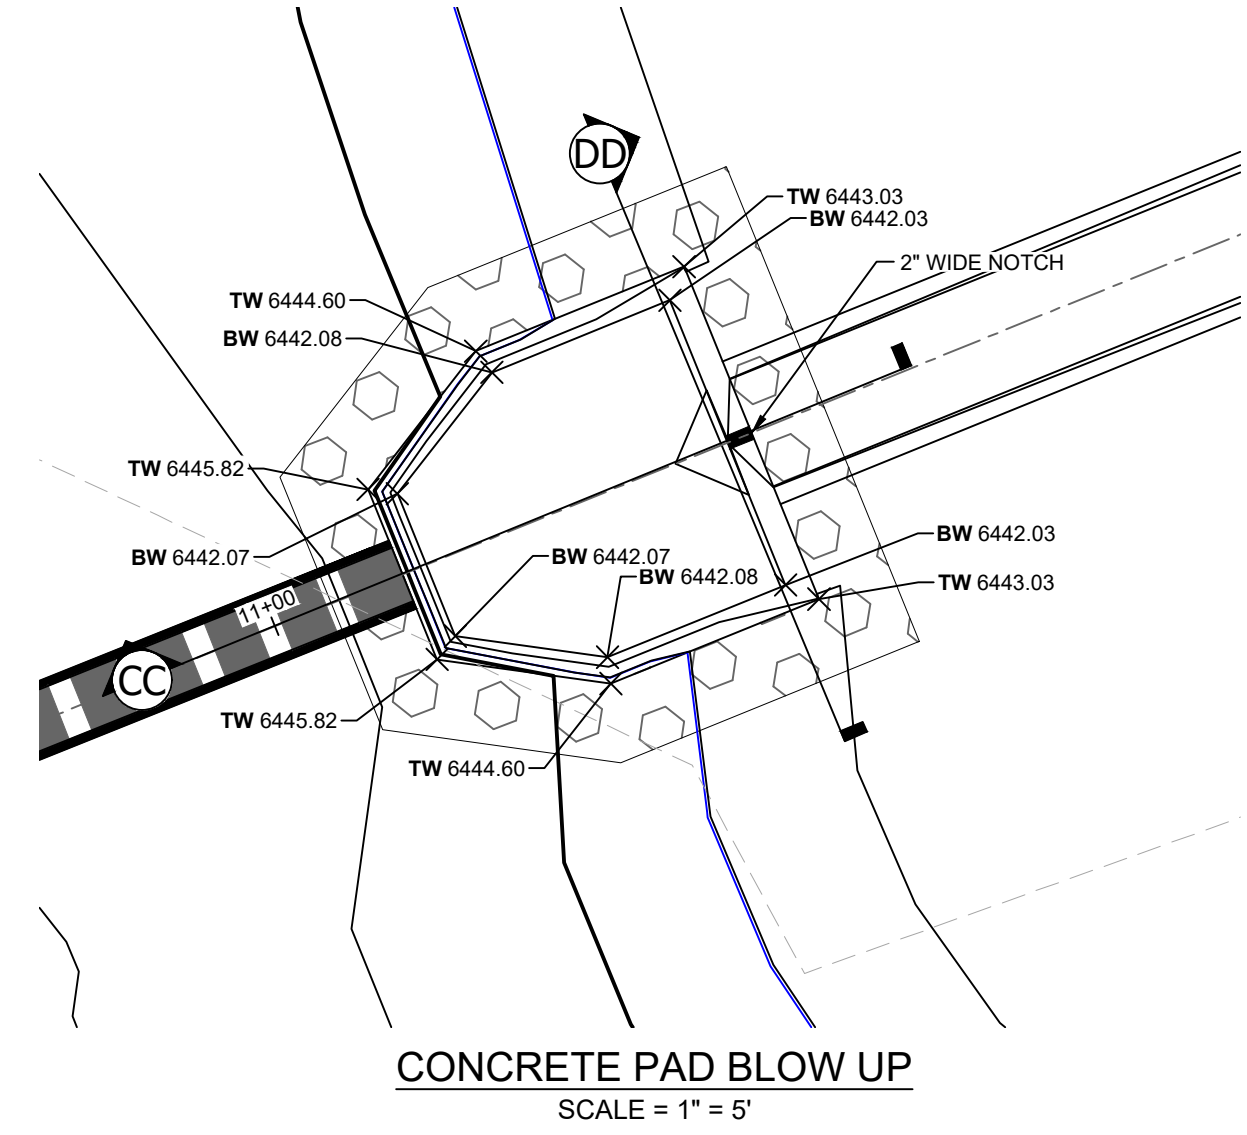 DD
TW 6443.03
BW 6442.03
2" WIDE NOTCH
TW 6444.60
BW 6442.08
TW 6445.82
BW 6442.07
BW 6442.07
BW 6442.08
BW 6442.03
TW 6443.03
11+00
CC
TW 6445.82
TW 6444.60
CONCRETE PAD BLOW UP
SCALE = 1" = 5'